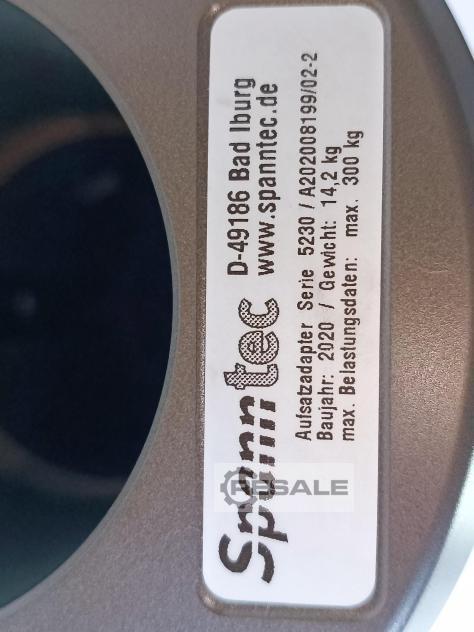 Spanntec
D-49186 Bad Iburg
www.spanntec.de
Aufsatzadapter Serie 5230 / A202008199/02-2
Baujahr: 2020 / Gewicht: 14,2 kg
max. Belastungsdaten: max. 300 kg
RESALE